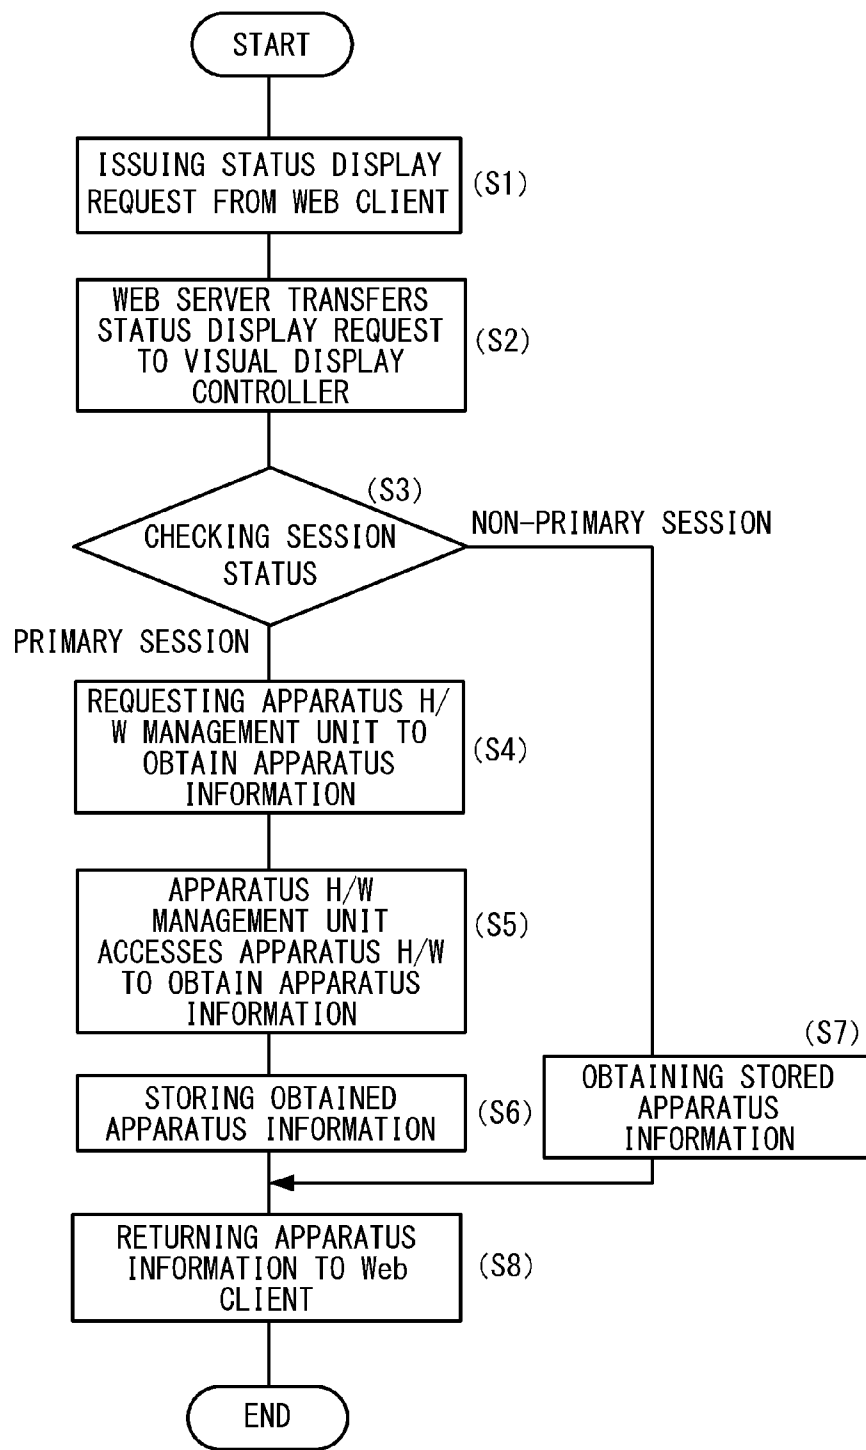 START
ISSUING STATUS DISPLAY
REQUEST FROM WEB CLIENT
(S1)
WEB SERVER TRANSFERS
STATUS DISPLAY REQUEST
TO VISUAL DISPLAY
CONTROLLER
(S2)
(S3)
CHECKING SESSION
STATUS
NON-PRIMARY SESSION
PRIMARY SESSION
REQUESTING APPARATUS H/
W MANAGEMENT UNIT TO
OBTAIN APPARATUS
INFORMATION
(S4)
APPARATUS H/W
MANAGEMENT UNIT
ACCESSES APPARATUS H/W
TO OBTAIN APPARATUS
INFORMATION
(S5)
STORING OBTAINED
APPARATUS INFORMATION
(S6)
(S7)
OBTAINING STORED
APPARATUS
INFORMATION
RETURNING APPARATUS
INFORMATION TO Web
CLIENT
(S8)
END